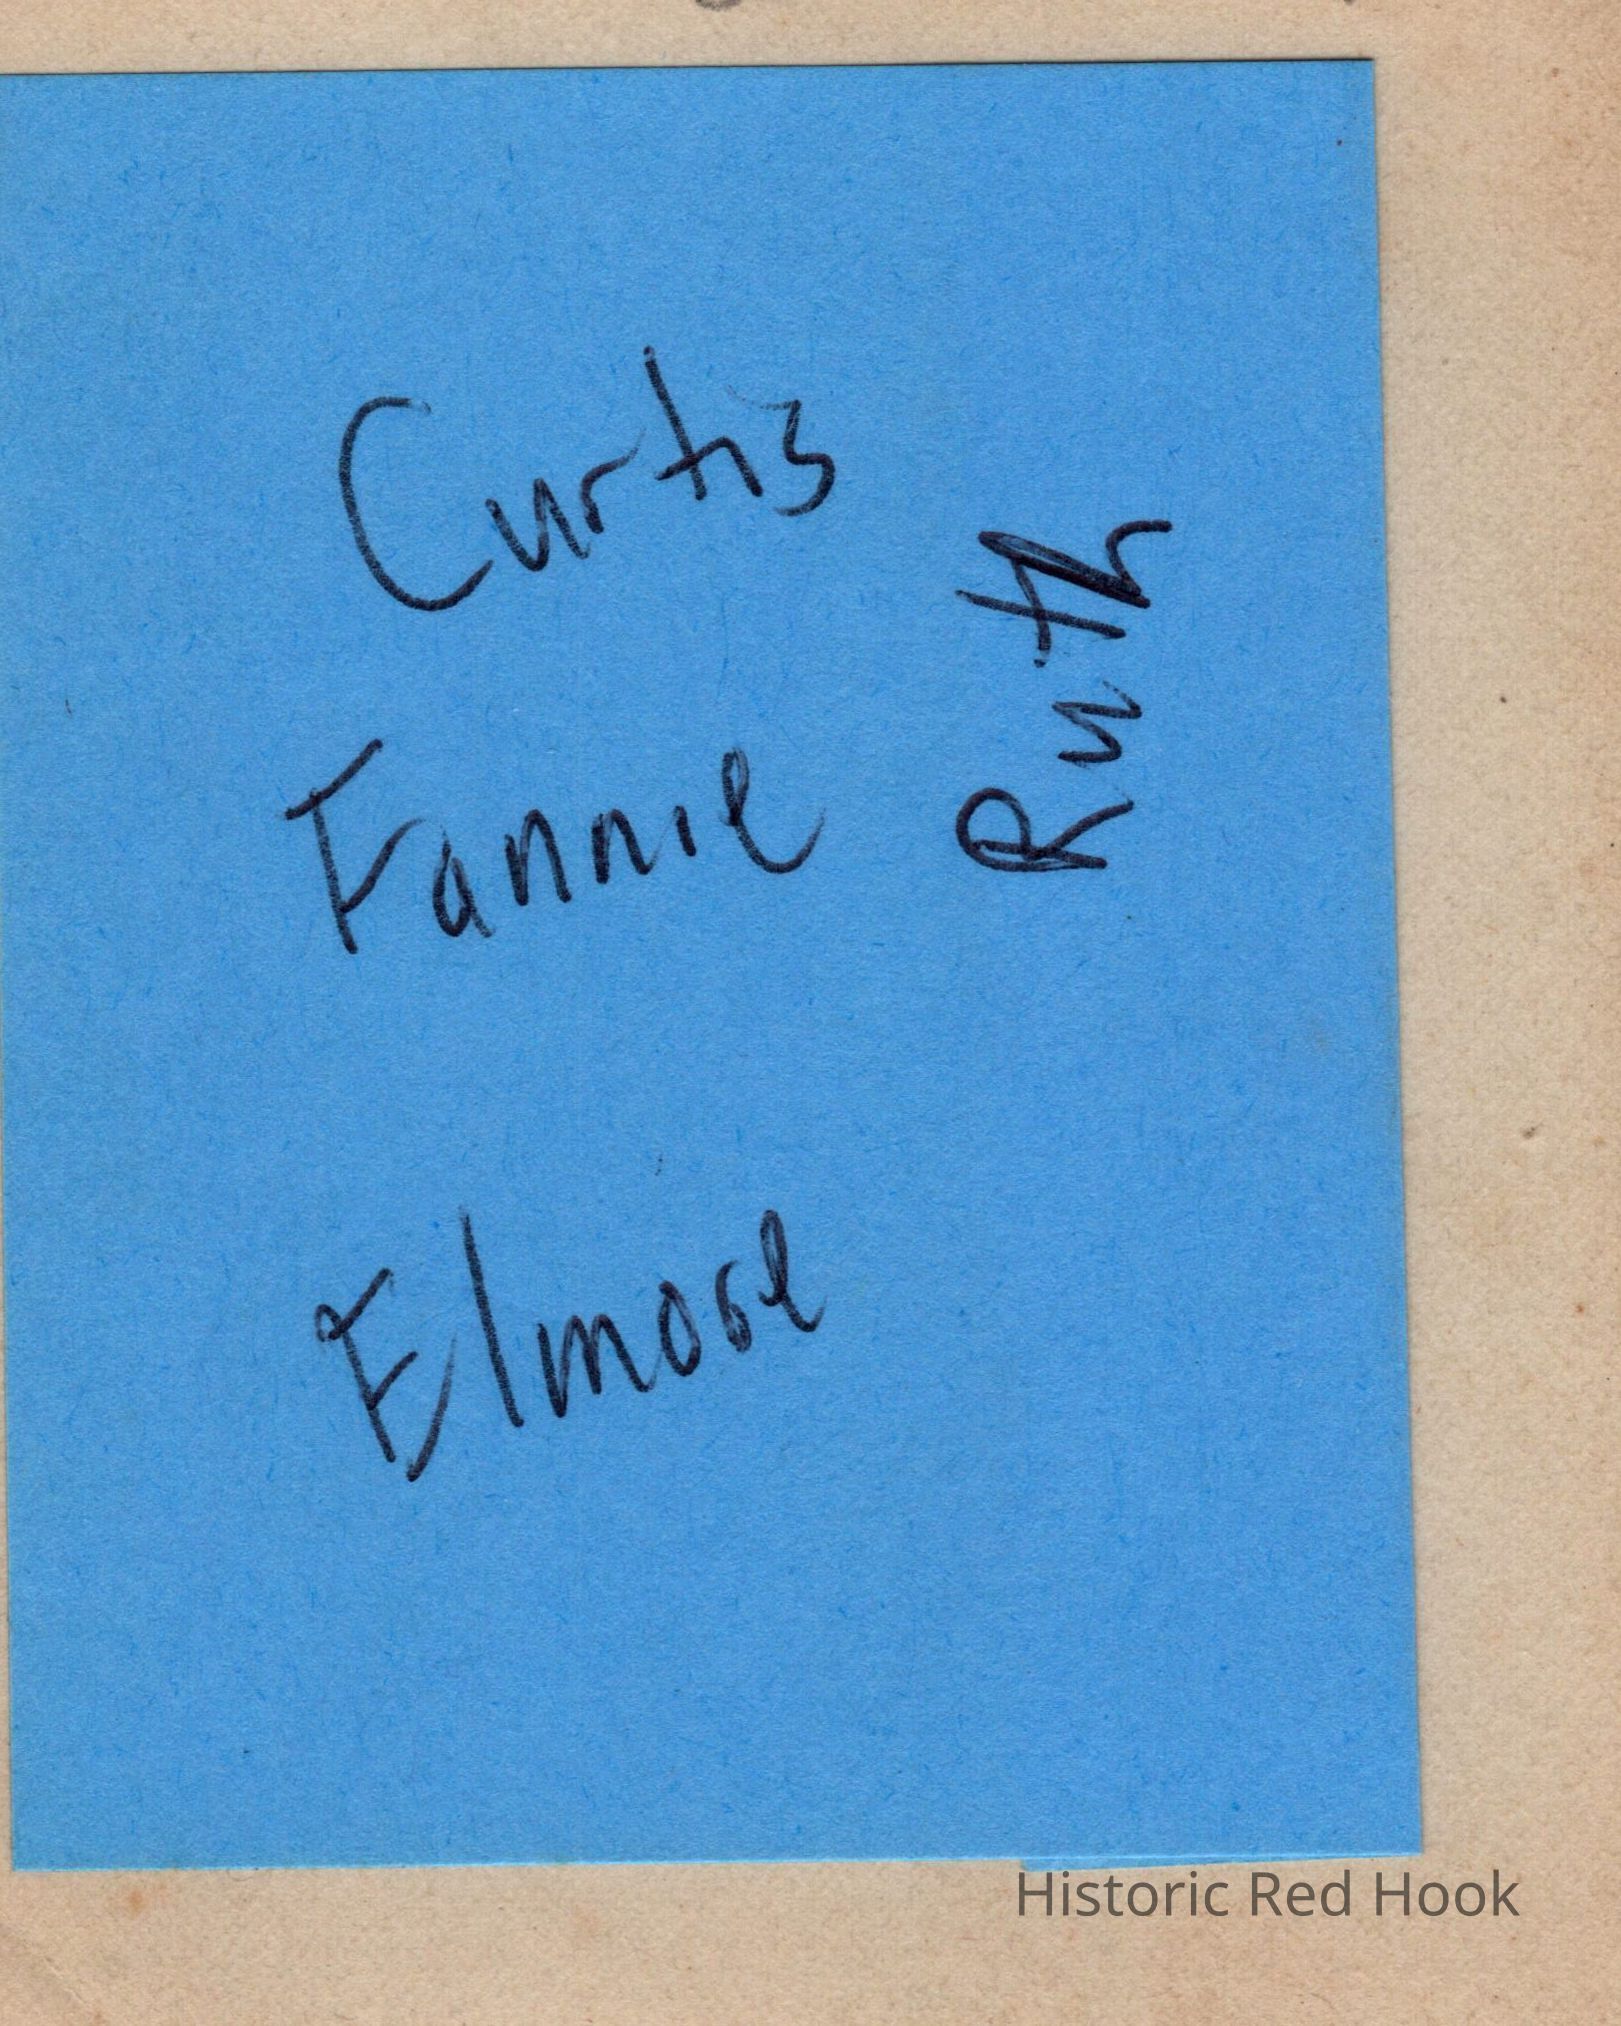 Curtis
Ruth
Fannie
Elmore
Historic Red Hook